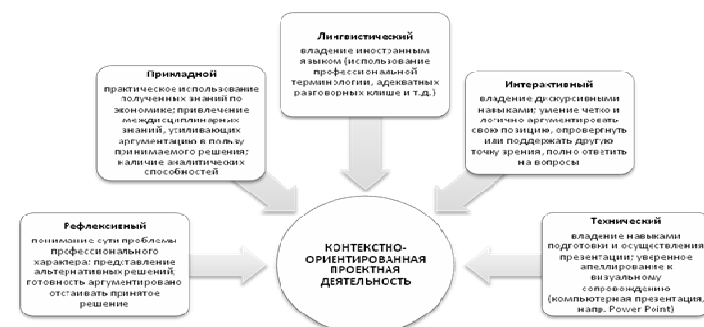 Лингвистический
владение иностранным
языком (использование
профессиональной
терминологии, адекватных
разговорных клише и т.д.)
Прикладной
практическое использование
полученных знаний по
экономике; привлечение
междисциплинарных
знаний, усиливающих
аргументацию в пользу
принимаемого решения;
наличие аналитических
способностей
Интерактивный
владение дискурсивными
навыками; умение четко и
логично аргументировать
свою позицию, опровергнуть
или поддержать другую
точку зрения, полно ответить
на вопросы
Рефлексивный
понимание сути проблемы
профессионального
характера; представление
альтернативных решений;
готовность аргументировано
отстаивать принятое
решение
КОНТЕКСТНО-
ОРИЕНТИРОВАННАЯ
ПРОЕКТНАЯ
ДЕЯТЕЛЬНОСТЬ
Технический
владение навыками
подготовки и осуществления
презентации; уверенное
апеллирование к
визуальному
сопровождению
(компьютерная презентация,
напр. Power Point)